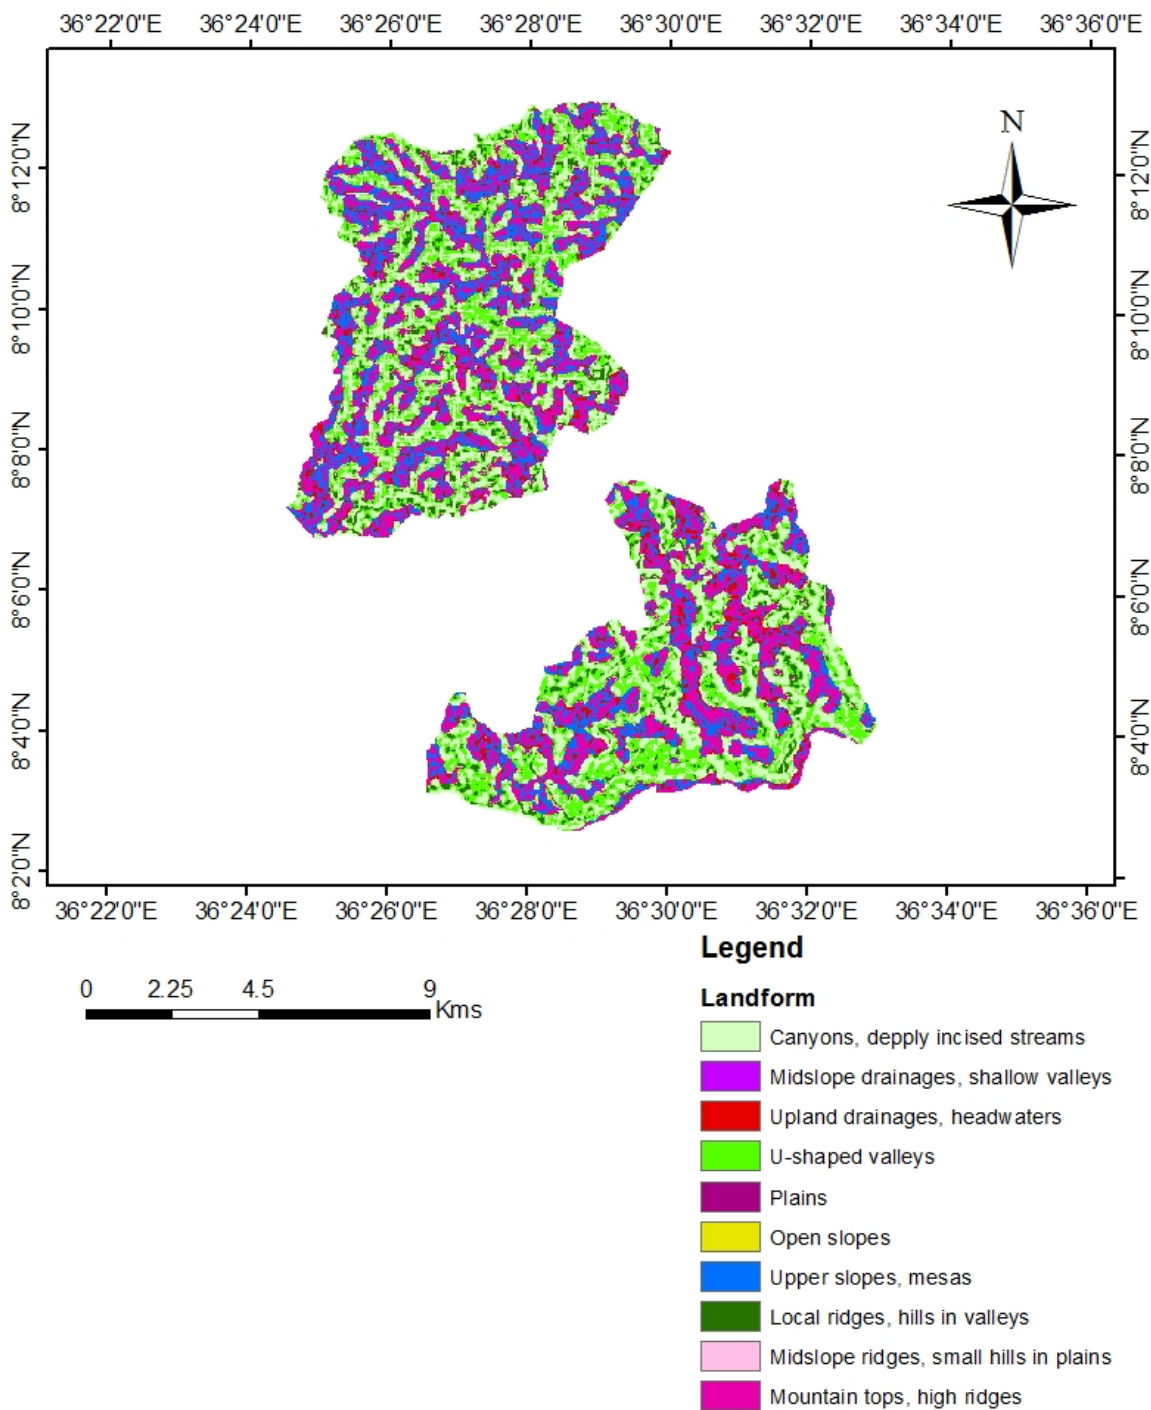 36°22'0"E 36°24'0"E 36°26'0"E 36°28'0"E 36°30'0"E 36°32'0"E 36°34'0"E 36°36'0"E
N
8°12'0"N 8°12'0"N
8°10'0"N 8°10'0"N
8°8'0"N 8°8'0"N
8°6'0"N 8°6'0"N
8°4'0"N 8°4'0"N
8°2'0"N
36°22'0"E 36°24'0"E 36°26'0"E 36°28'0"E 36°30'0"E 36°32'0"E 36°34'0"E 36°36'0"E
0 2.25 4.5 9
Kms
Legend
Landform
Canyons, depply incised streams
Midslope drainages, shallow valleys
Upland drainages, headwaters
U-shaped valleys
Plains
Open slopes
Upper slopes, mesas
Local ridges, hills in valleys
Midslope ridges, small hills in plains
Mountain tops, high ridges